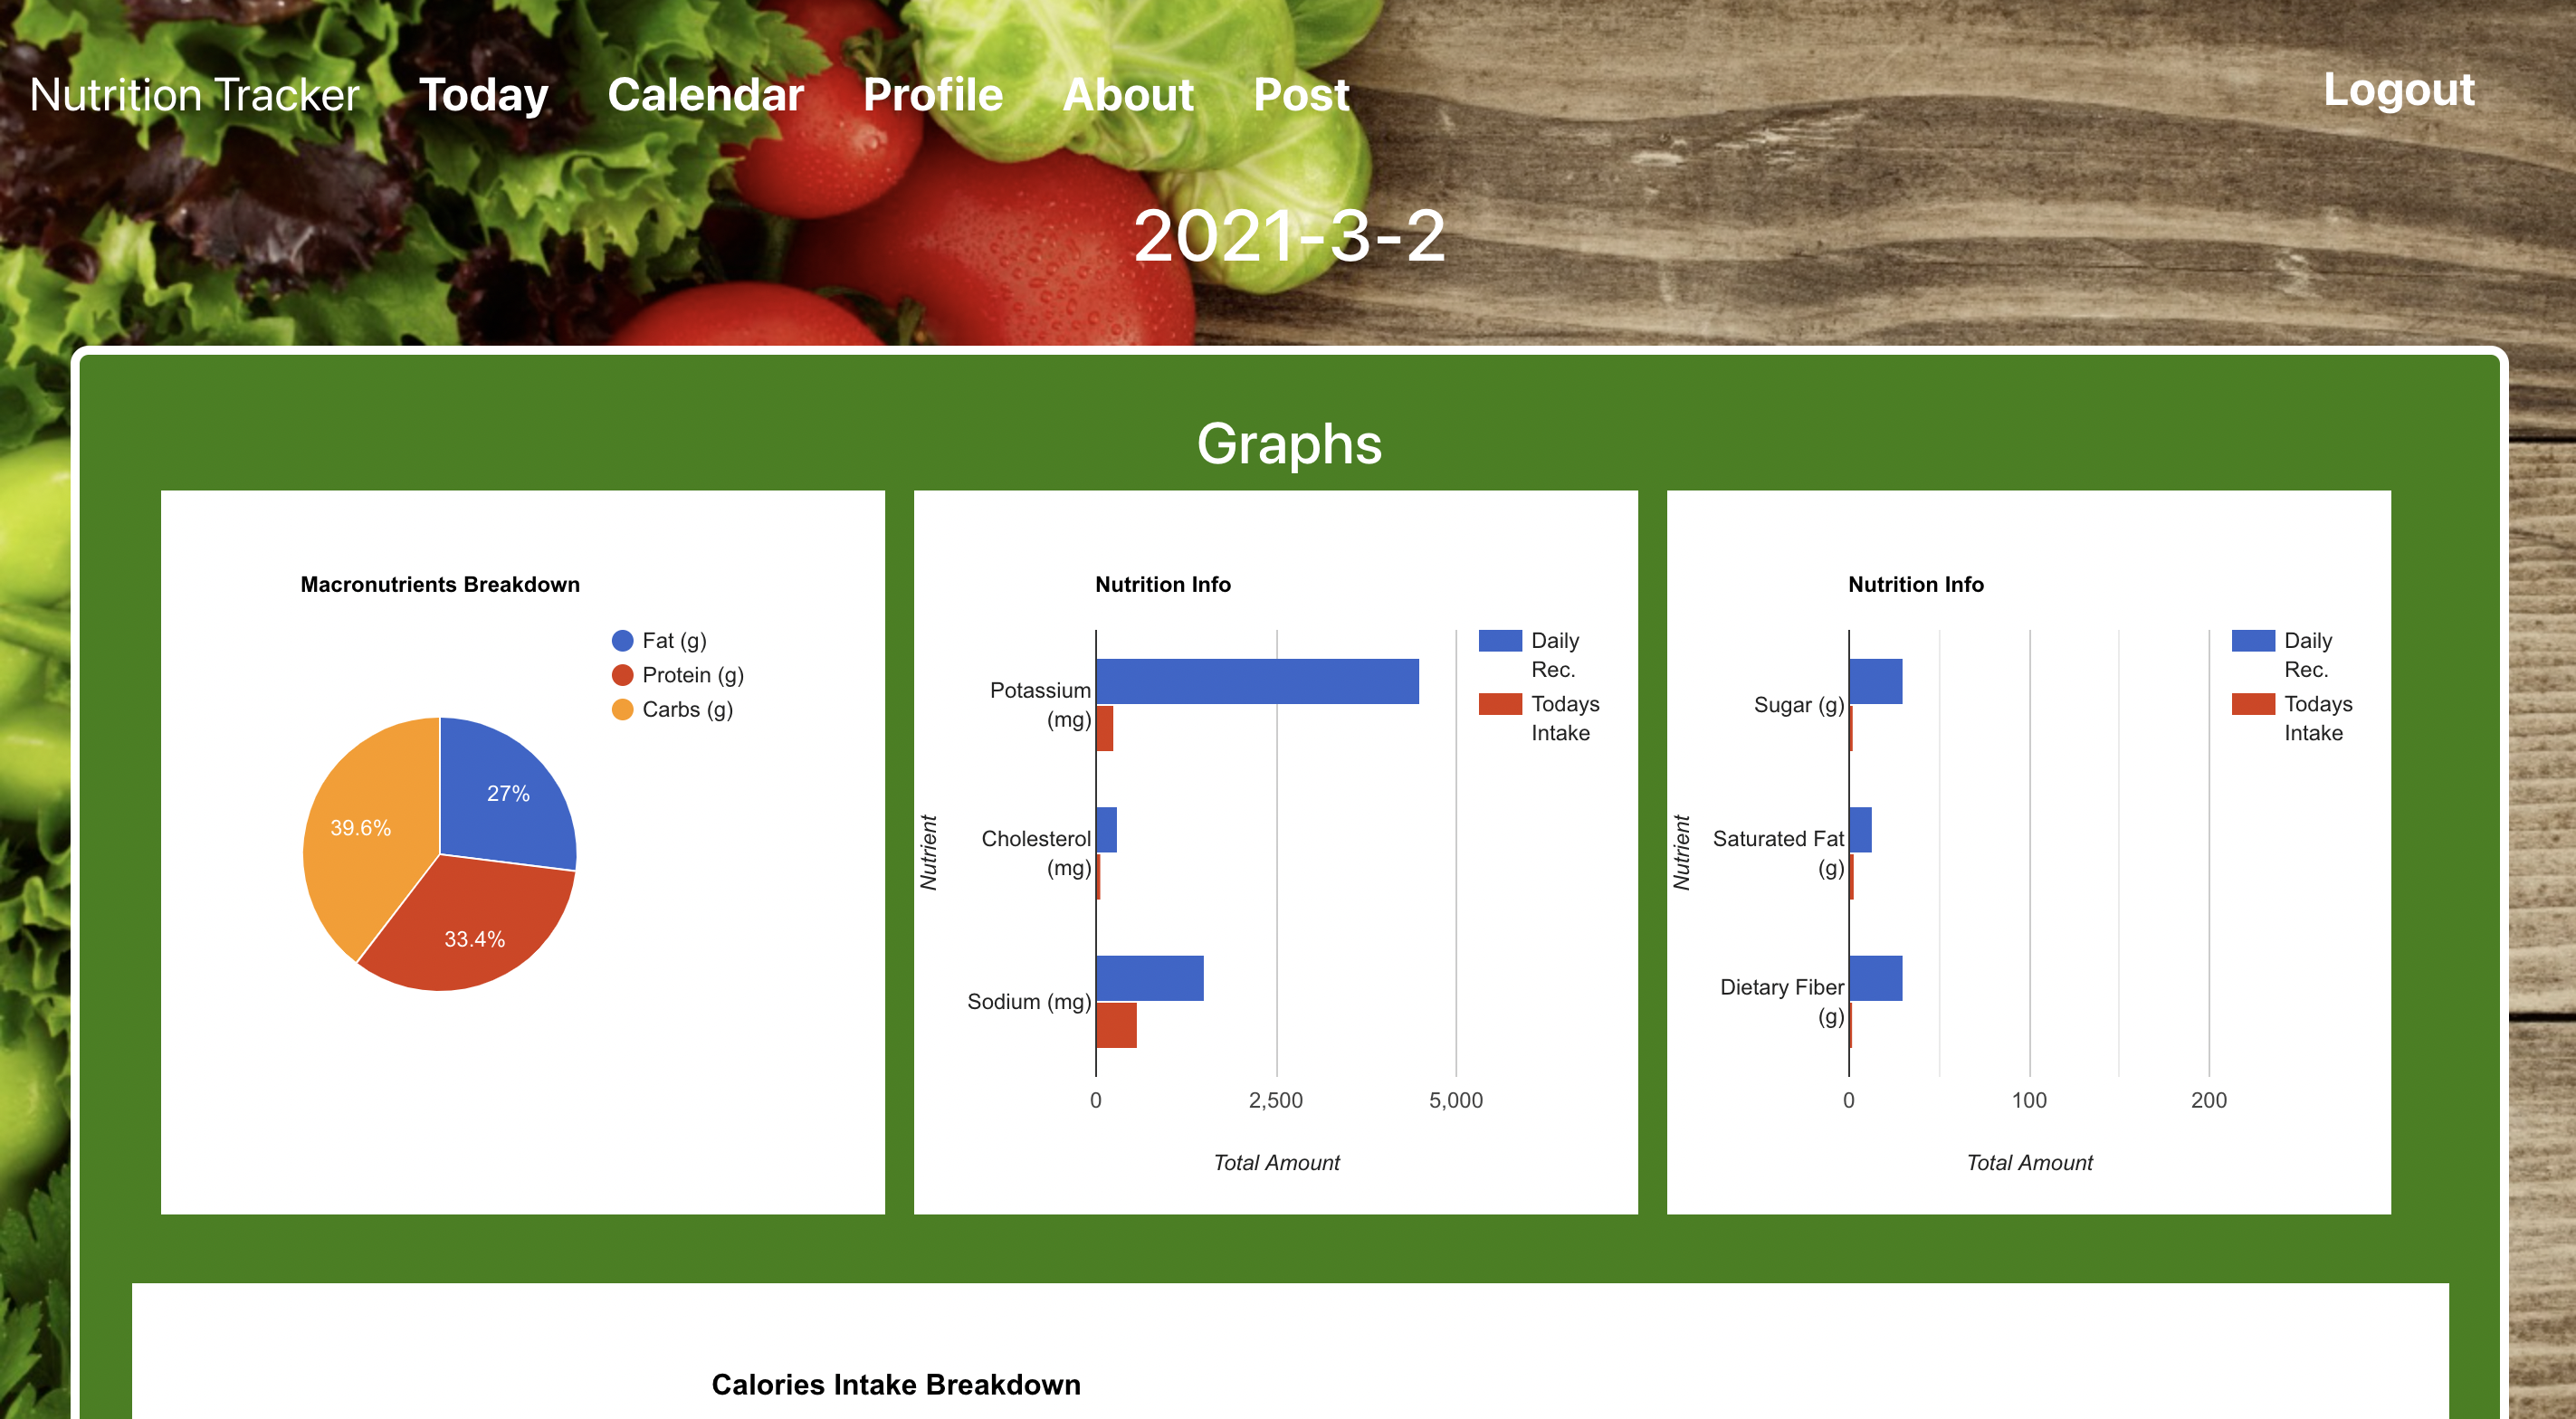 Nutrition Tracker Today Calendar Profile About Post Logout
2021-3-2
Graphs
Macronutrients Breakdown
Fat (g)
Protein (g)
Carbs (g)
27%
39.6%
33.4%
Nutrition Info
Daily
Rec.
Todays
Intake
Potassium
(mg)
Cholesterol
(mg)
Sodium (mg)
Nutrient
0 2,500 5,000
Total Amount
Nutrition Info
Daily
Rec.
Todays
Intake
Sugar (g)
Saturated Fat
(g)
Dietary Fiber
(g)
Nutrient
0 100 200
Total Amount
Calories Intake Breakdown